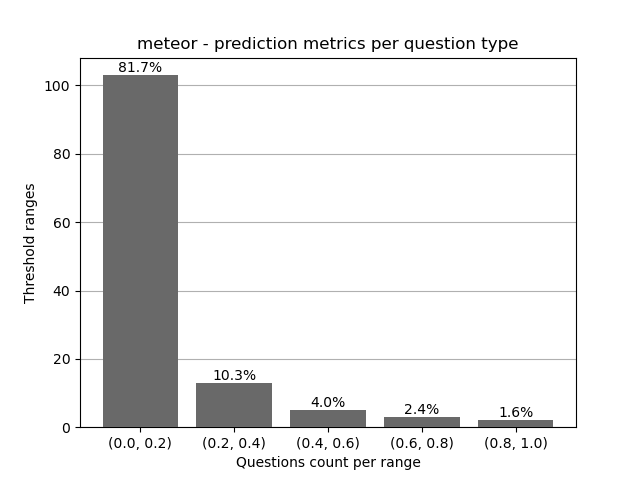 meteor - prediction metrics per question type
81.7%
100
80
60
40
20
0
10.3%
4.0%
2.4%
1.6%
Threshold ranges
(0.0, 0.2) (0.2, 0.4) (0.4, 0.6) (0.6, 0.8) (0.8, 1.0)
Questions count per range